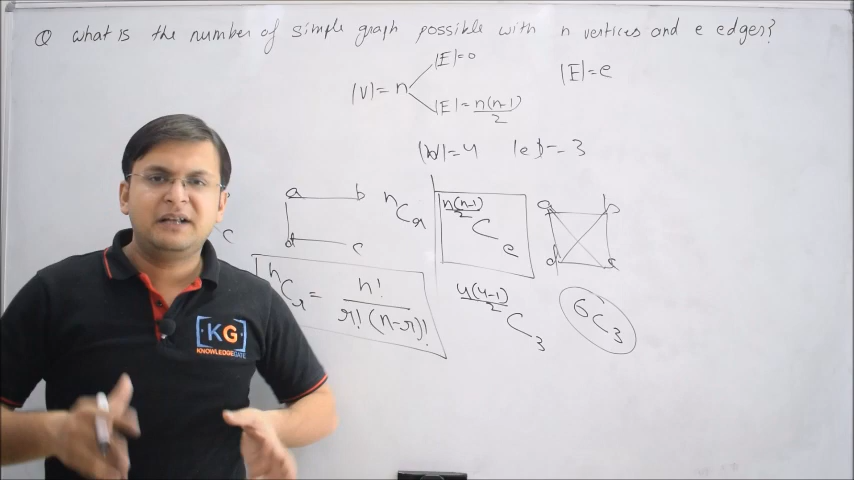 Q what is the number of simple graph possible with n vertices and e edges?
|E|=0
|V|= n
|E|= n(n-1)/2
|E|=e
|V|=4 |e|=3
a b
d c
c
nCr
n(n-1)/2 C e
a b
d c
nCr = n!/r!(n-r)!
4(4-1)/2 C 3
6C3
KG
KNOWLEDGEGATE